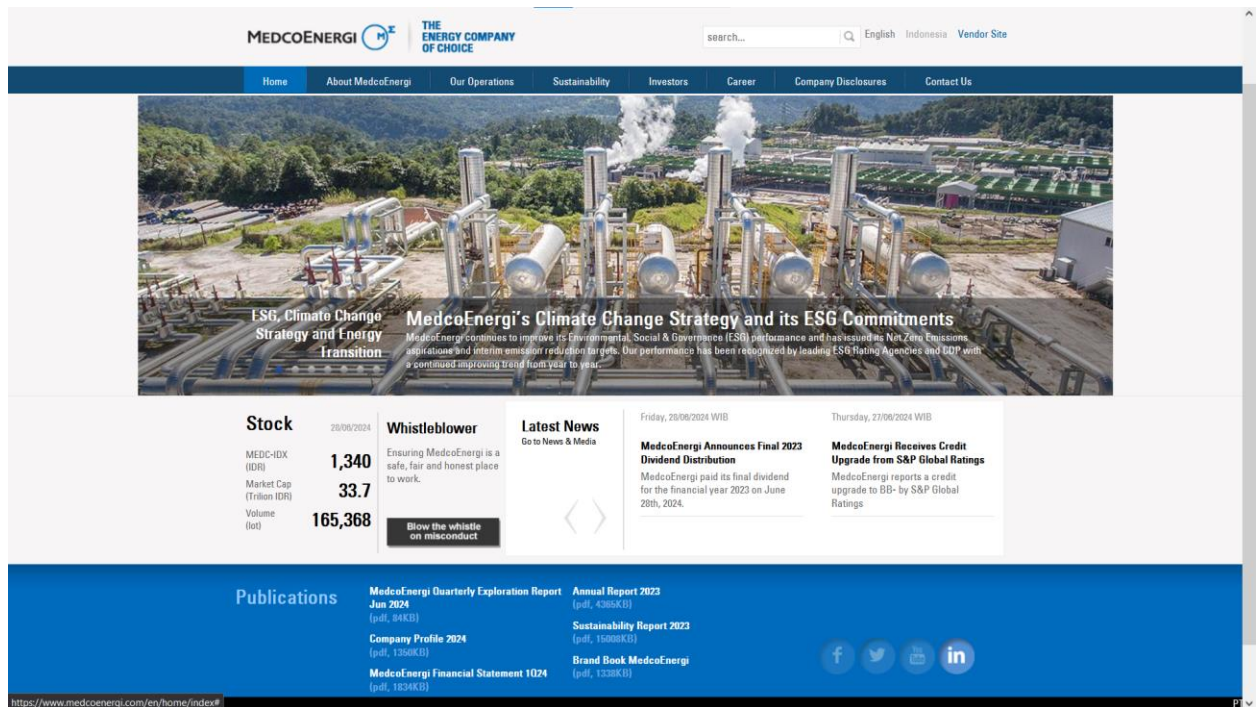 MEDCOENERGI
THE
ENERGY COMPANY
OF CHOICE
search...
English Indonesia Vendor Site
Home About MedcoEnergi Our Operations Sustainability Investors Career Company Disclosures Contact Us
ESG, Climate Change
Strategy and Energy
Transition
MedcoEnergi's Climate Change Strategy and its ESG Commitments
MedcoEnergi continues to improve its Environmental, Social & Governance (ESG) performance and has issued its Net Zero Emissions
aspirations and interim emission reduction targets. Our performance has been recognized by leading ESG Rating Agencies and CDP with
a continued improving trend from year to year.
Stock 28/06/2024
MEDC-IDX
(IDR)
1,340
Market Cap
(Trilion IDR)
33.7
Volume
(lot)
165,368
Whistleblower
Ensuring MedcoEnergi is a
safe, fair and honest place
to work.
Blow the whistle
on misconduct
Latest News
Go to News & Media
Friday, 28/06/2024 WIB
MedcoEnergi Announces Final 2023
Dividend Distribution
MedcoEnergi paid its final dividend
for the financial year 2023 on June
28th, 2024.
Thursday, 27/06/2024 WIB
MedcoEnergi Receives Credit
Upgrade from S&P Global Ratings
MedcoEnergi reports a credit
upgrade to BB- by S&P Global
Ratings
Publications
MedcoEnergi Quarterly Exploration Report
Jun 2024
(pdf, 84KB)
Company Profile 2024
(pdf, 1350KB)
MedcoEnergi Financial Statement 1Q24
(pdf, 1834KB)
Annual Report 2023
(pdf, 4365KB)
Sustainability Report 2023
(pdf, 15008KB)
Brand Book MedcoEnergi
(pdf, 1338KB)
f
You
in
https://www.medcoenergi.com/en/home/index#
PT